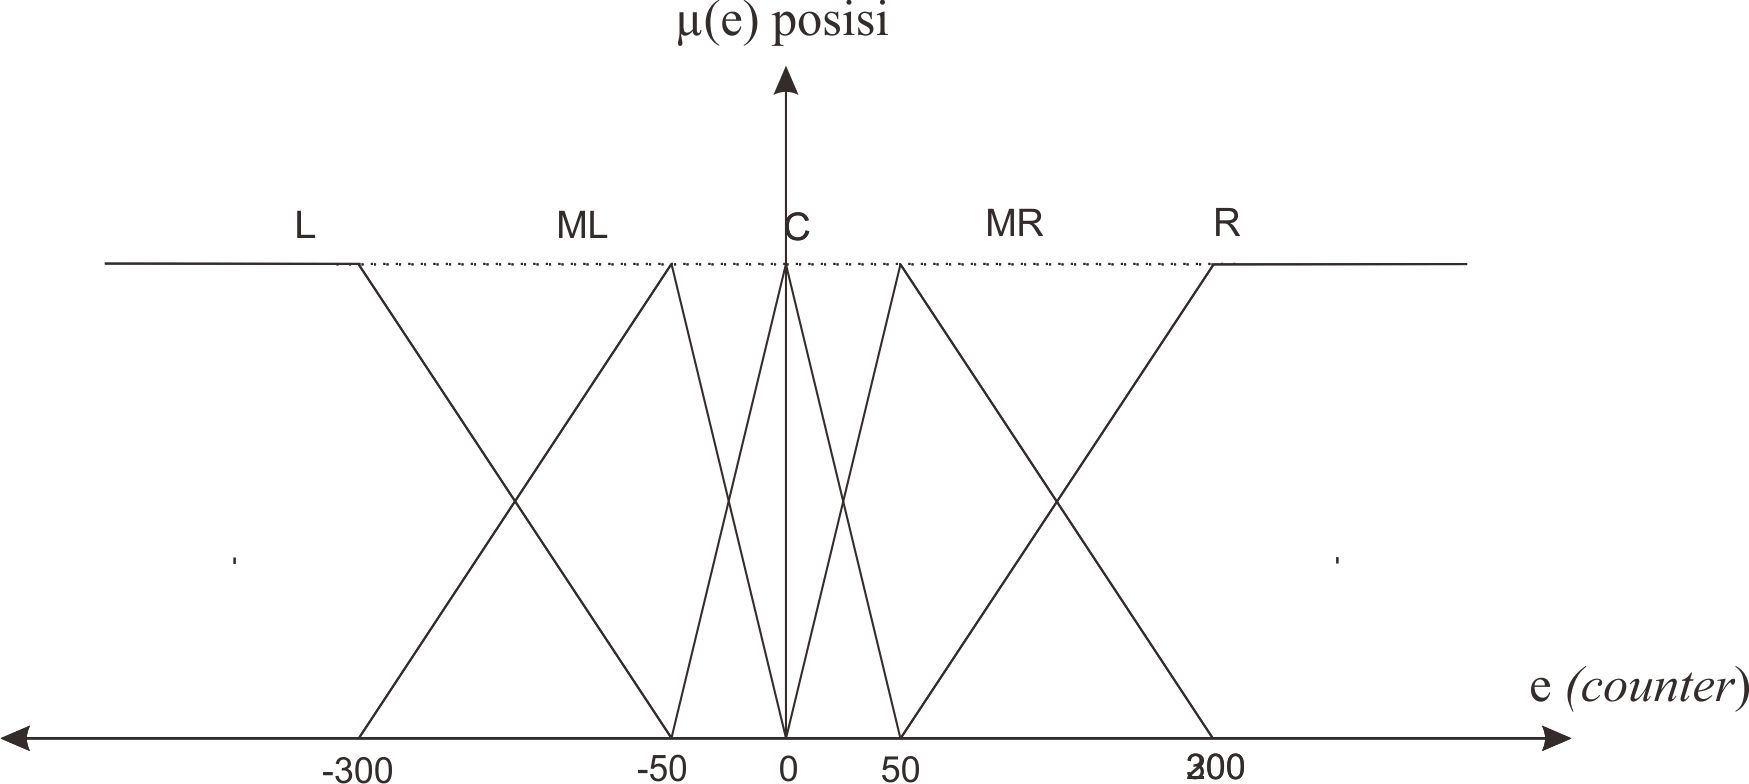 μ(e) posisi
L ML C MR R
e (counter)
-300 -50 0 50